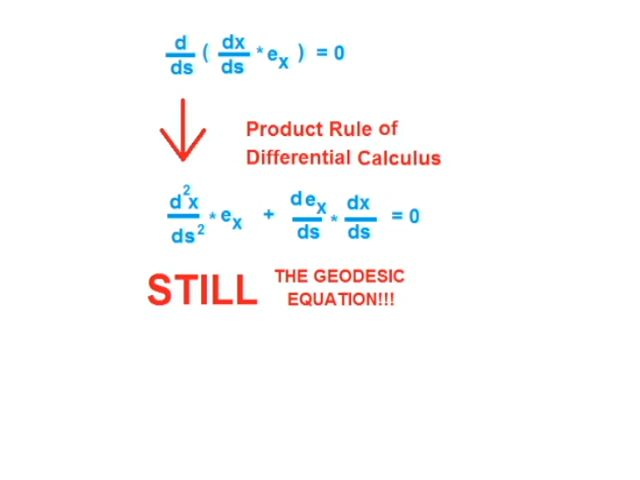 d/ds ( dx/ds * e_x ) = 0
Product Rule of
Differential Calculus
d²x/ds² * e_x + de_x/ds * dx/ds = 0
STILL THE GEODESIC
EQUATION!!!